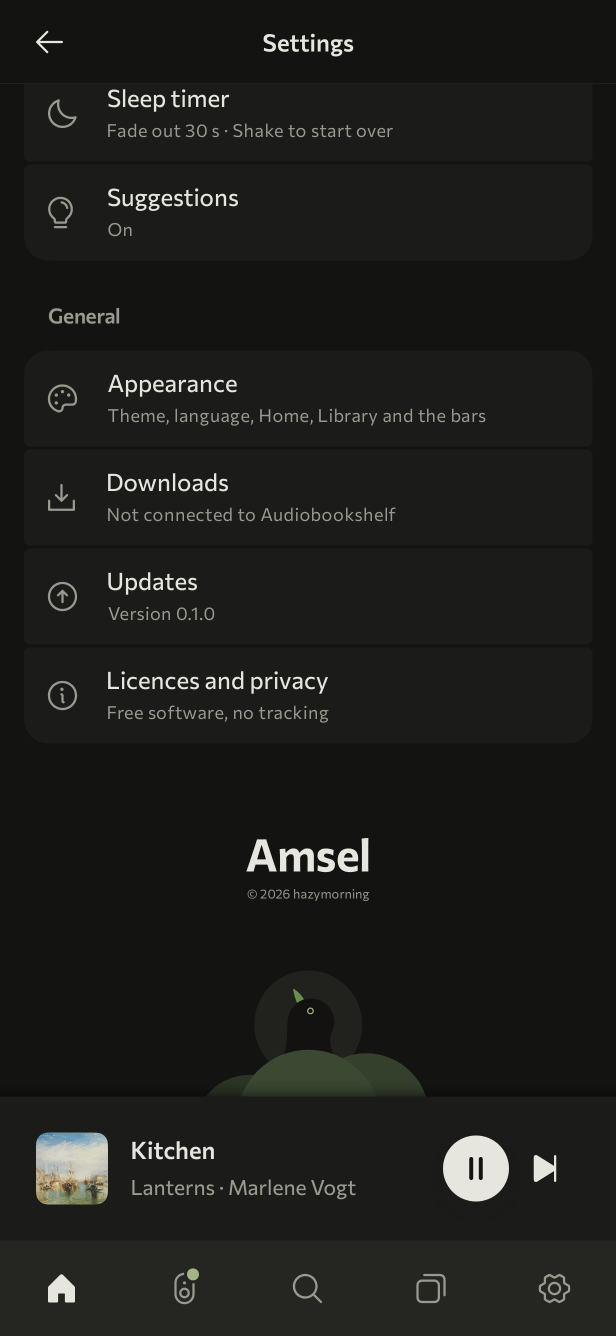 Settings
Sleep timer
Fade out 30 s · Shake to start over
Suggestions
On
General
Appearance
Theme, language, Home, Library and the bars
Downloads
Not connected to Audiobookshelf
Updates
Version 0.1.0
Licences and privacy
Free software, no tracking
Amsel
© 2026 hazymorning
Kitchen
Lanterns · Marlene Vogt